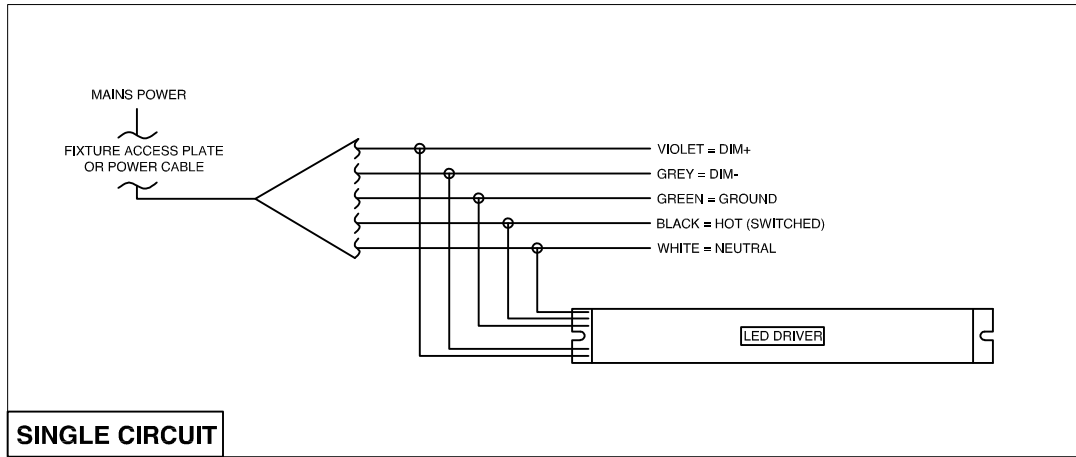 MAINS POWER
FIXTURE ACCESS PLATE
OR POWER CABLE
VIOLET = DIM+
GREY = DIM-
GREEN = GROUND
BLACK = HOT (SWITCHED)
WHITE = NEUTRAL
LED DRIVER
SINGLE CIRCUIT